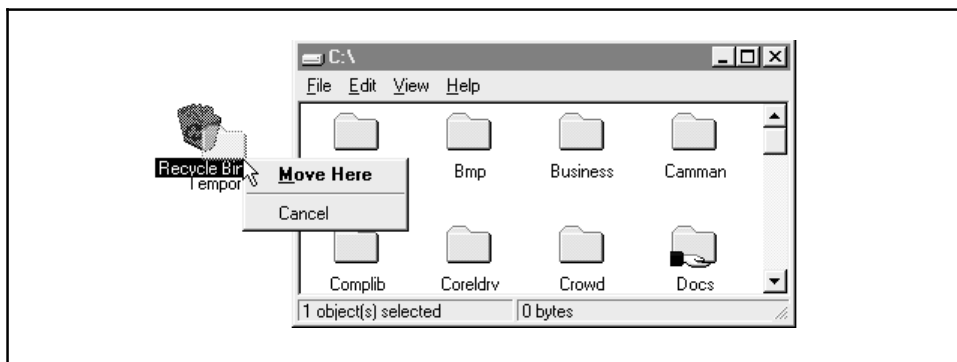 C:\
File Edit View Help
Bmp Business Camman
Recycle Bin
Tempor
Move Here
Cancel
Complib Coreldrv Crowd Docs
1 object(s) selected 0 bytes